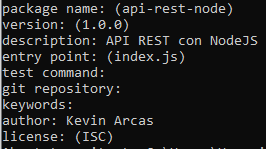 package name: (api-rest-node)
version: (1.0.0)
description: API REST con NodeJS
entry point: (index.js)
test command:
git repository:
keywords:
author: Kevin Arcas
license: (ISC)